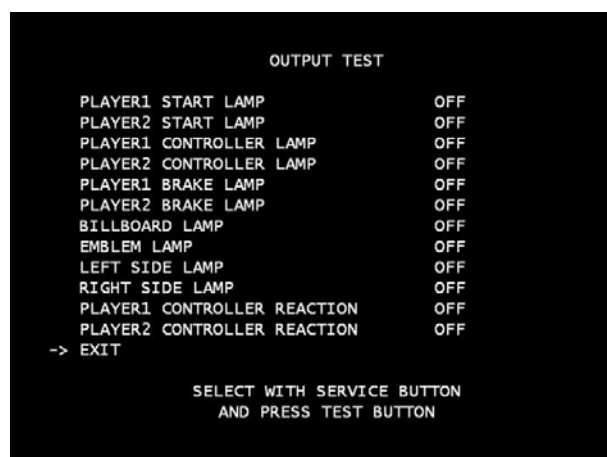 OUTPUT TEST
PLAYER1 START LAMP OFF
PLAYER2 START LAMP OFF
PLAYER1 CONTROLLER LAMP OFF
PLAYER2 CONTROLLER LAMP OFF
PLAYER1 BRAKE LAMP OFF
PLAYER2 BRAKE LAMP OFF
BILLBOARD LAMP OFF
EMBLEM LAMP OFF
LEFT SIDE LAMP OFF
RIGHT SIDE LAMP OFF
PLAYER1 CONTROLLER REACTION OFF
PLAYER2 CONTROLLER REACTION OFF
-> EXIT
SELECT WITH SERVICE BUTTON
AND PRESS TEST BUTTON